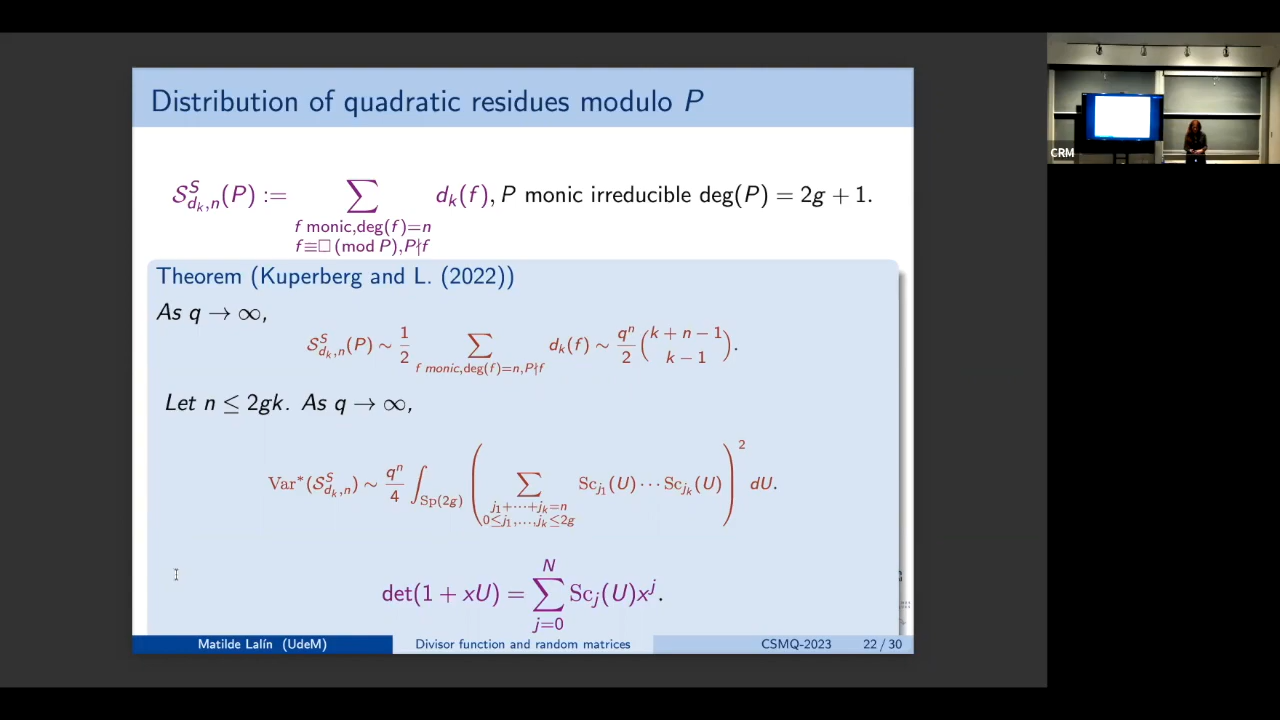 Distribution of quadratic residues modulo P
𝒮^S_{d_k,n}(P) := ∑_{f monic,deg(f)=n, f≡□ (mod P),P∤f} d_k(f), P monic irreducible deg(P) = 2g + 1.
Theorem (Kuperberg and L. (2022))
As q → ∞,
𝒮^S_{d_k,n}(P) ∼ 1/2 ∑_{f monic,deg(f)=n,P∤f} d_k(f) ∼ q^n/2 (k + n − 1 choose k − 1).
Let n ≤ 2gk. As q → ∞,
Var*(𝒮^S_{d_k,n}) ∼ q^n/4 ∫_{Sp(2g)} ( ∑_{j_1+⋯+j_k=n, 0≤j_1,…,j_k≤2g} Sc_{j_1}(U) ⋯ Sc_{j_k}(U) )^2 dU.
det(1 + xU) = ∑_{j=0}^{N} Sc_j(U)x^j.
Matilde Lalín (UdeM) Divisor function and random matrices CSMQ-2023 22 / 30
CRM